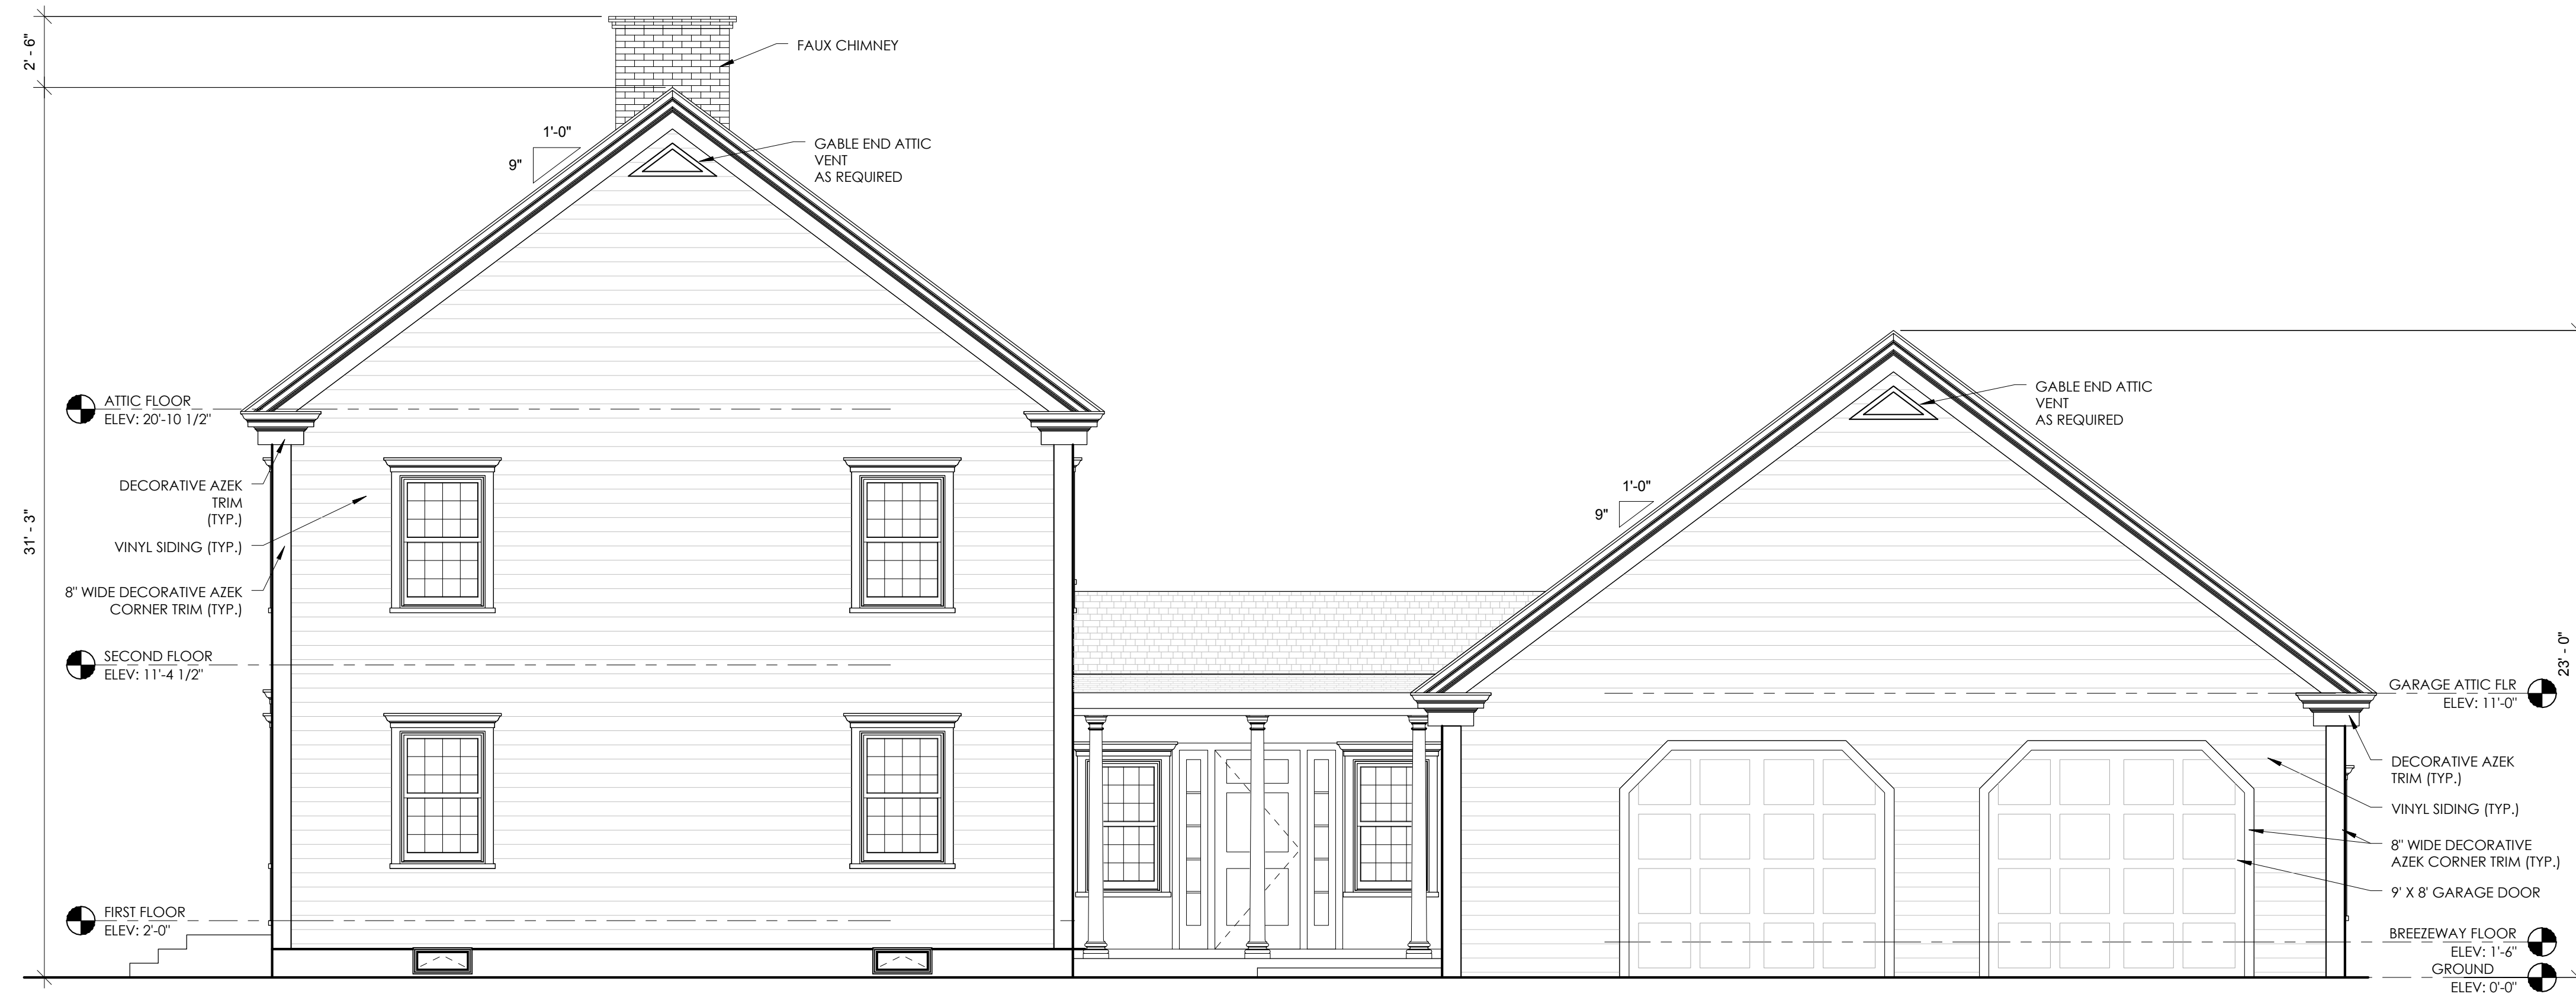 2' - 6"
FAUX CHIMNEY
1'-0"
9"
GABLE END ATTIC
VENT
AS REQUIRED
ATTIC FLOOR
ELEV: 20'-10 1/2"
DECORATIVE AZEK
TRIM
(TYP.)
31' - 3"
VINYL SIDING (TYP.)
8" WIDE DECORATIVE AZEK
CORNER TRIM (TYP.)
SECOND FLOOR
ELEV: 11'-4 1/2"
FIRST FLOOR
ELEV: 2'-0"
GABLE END ATTIC
VENT
AS REQUIRED
1'-0"
9"
23' - 0"
GARAGE ATTIC FLR
ELEV: 11'-0"
DECORATIVE AZEK
TRIM (TYP.)
VINYL SIDING (TYP.)
8" WIDE DECORATIVE
AZEK CORNER TRIM (TYP.)
9' X 8' GARAGE DOOR
BREEZEWAY FLOOR
ELEV: 1'-6"
GROUND
ELEV: 0'-0"